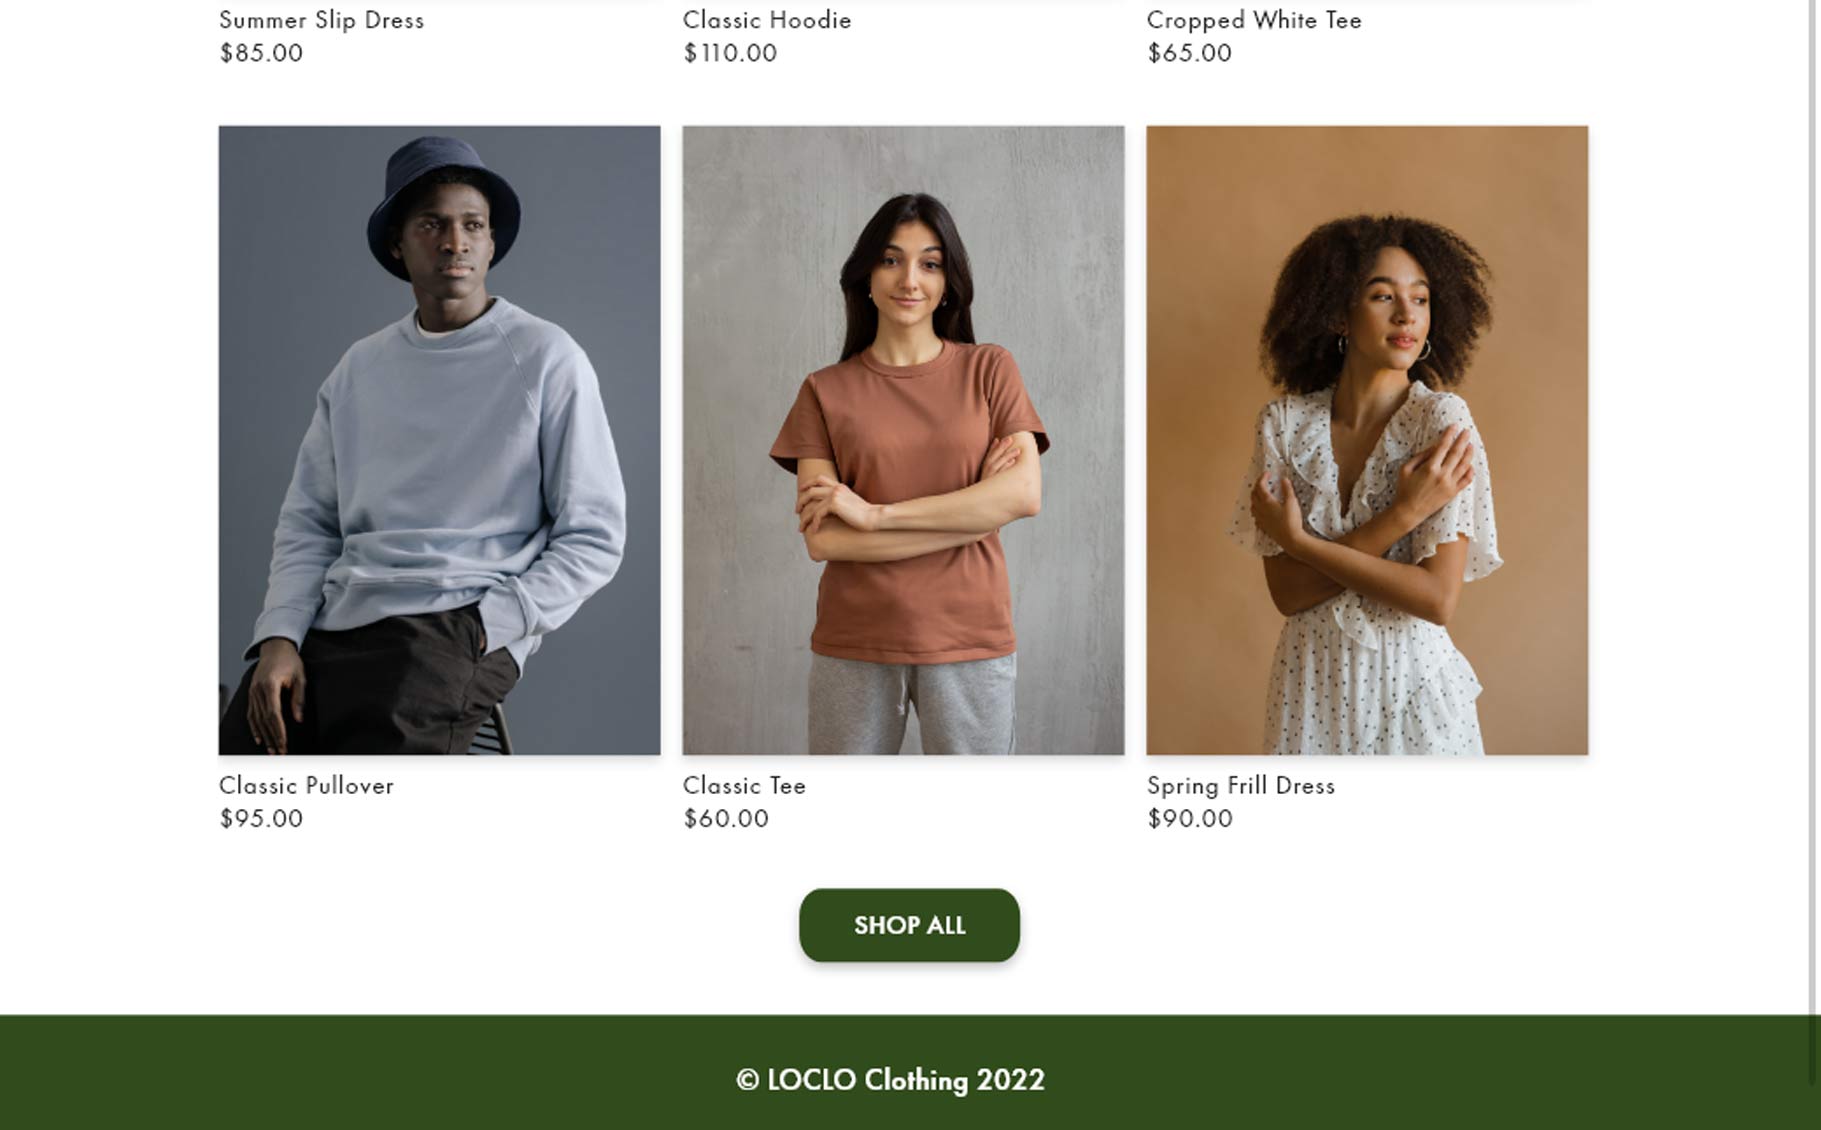 Summer Slip Dress
Classic Hoodie
Cropped White Tee
$85.00
$110.00
$65.00
Classic Pullover
Classic Tee
Spring Frill Dress
$95.00
$60.00
$90.00
SHOP ALL
© LOCLO Clothing 2022